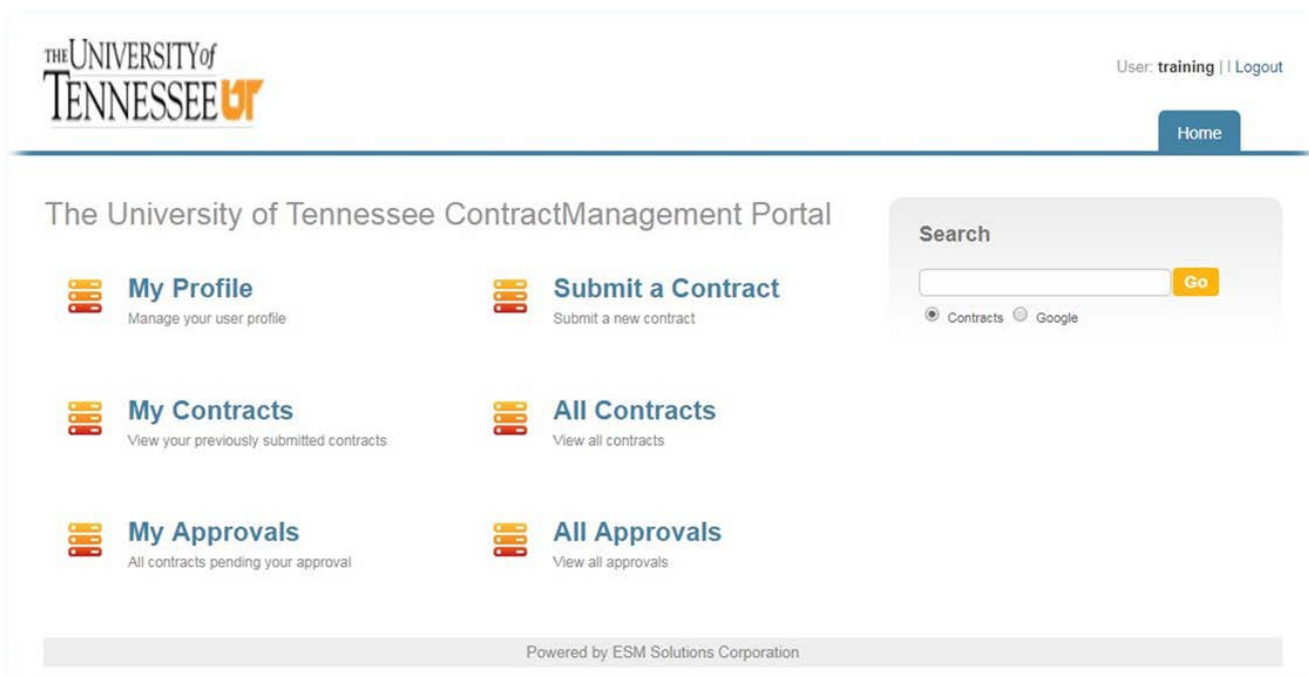 THE UNIVERSITY of
TENNESSEE UT
User: training | | Logout
Home
The University of Tennessee ContractManagement Portal
My Profile
Manage your user profile
Submit a Contract
Submit a new contract
Search
Go
Contracts Google
My Contracts
View your previously submitted contracts
All Contracts
View all contracts
My Approvals
All contracts pending your approval
All Approvals
View all approvals
Powered by ESM Solutions Corporation